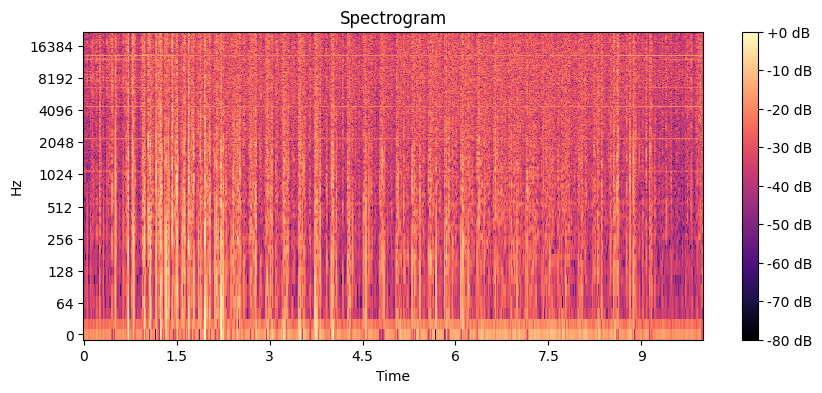 Spectrogram
16384
8192
4096
2048
1024
512
256
128
64
0
Hz
0 1.5 3 4.5 6 7.5 9
Time
+0 dB
-10 dB
-20 dB
-30 dB
-40 dB
-50 dB
-60 dB
-70 dB
-80 dB